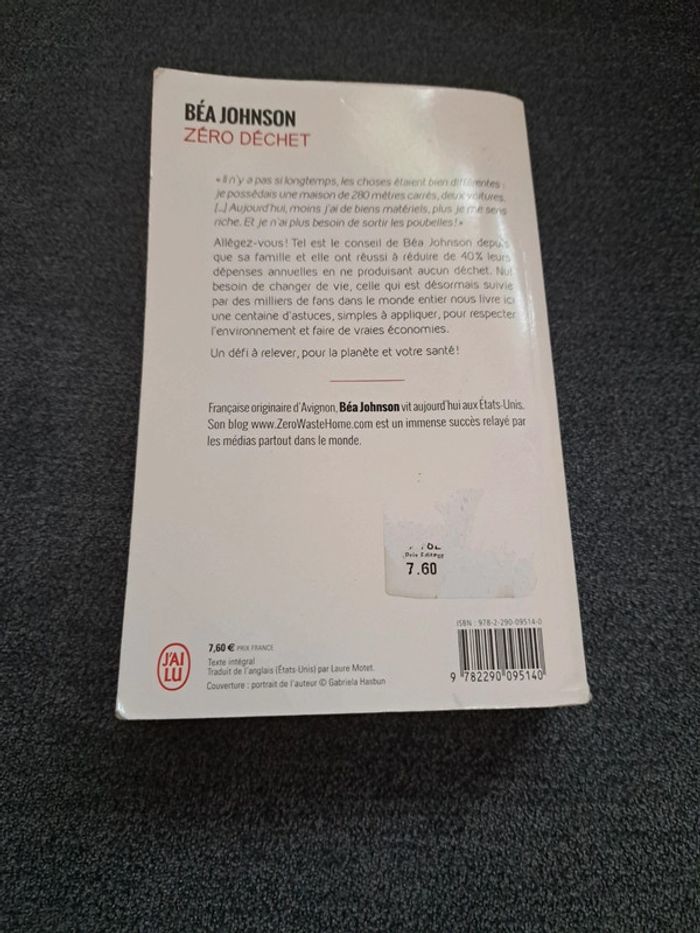 BÉA JOHNSON
ZÉRO DÉCHET
« Il n'y a pas si longtemps, les choses étaient bien différentes :
je possédais une maison de 280 mètres carrés, deux voitures.
[...] Aujourd'hui, moins j'ai de biens matériels, plus je me sens
riche. Et je n'ai plus besoin de sortir les poubelles ! »
Allégez-vous ! Tel est le conseil de Béa Johnson depuis
que sa famille et elle ont réussi à réduire de 40 % leurs
dépenses annuelles en ne produisant aucun déchet. Nul
besoin de changer de vie, celle qui est désormais suivie
par des milliers de fans dans le monde entier nous livre ici
une centaine d'astuces, simples à appliquer, pour respecter
l'environnement et faire de vraies économies.
Un défi à relever, pour la planète et votre santé !
Française originaire d'Avignon, Béa Johnson vit aujourd'hui aux États-Unis.
Son blog www.ZeroWasteHome.com est un immense succès relayé par
les médias partout dans le monde.
Prix Editeur
7.60
ISBN : 978-2-290-09514-0
7,60 € PRIX FRANCE
Texte intégral
Traduit de l'anglais (États-Unis) par Laure Motet.
Couverture : portrait de l'auteur © Gabriela Hasbun
J'AI
LU
9 782290 095140